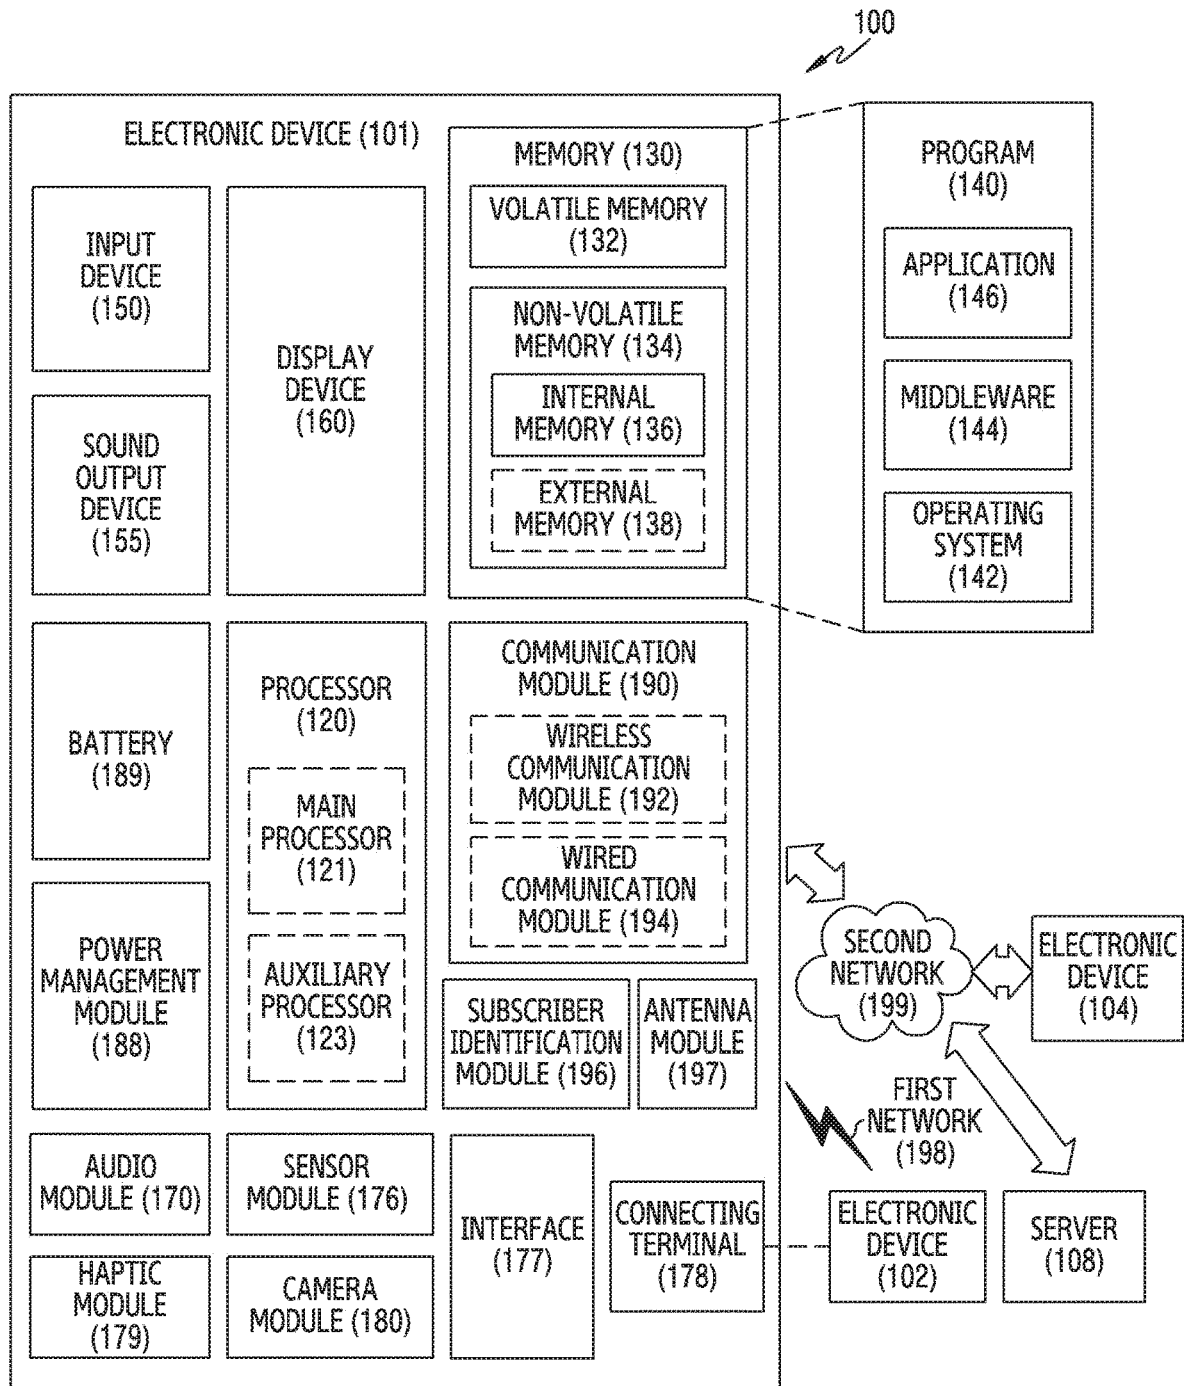 100
ELECTRONIC DEVICE (101)
INPUT
DEVICE
(150)
SOUND
OUTPUT
DEVICE
(155)
DISPLAY
DEVICE
(160)
MEMORY (130)
VOLATILE MEMORY
(132)
NON-VOLATILE
MEMORY (134)
INTERNAL
MEMORY (136)
EXTERNAL
MEMORY (138)
PROGRAM
(140)
APPLICATION
(146)
MIDDLEWARE
(144)
OPERATING
SYSTEM
(142)
BATTERY
(189)
POWER
MANAGEMENT
MODULE
(188)
PROCESSOR
(120)
MAIN
PROCESSOR
(121)
AUXILIARY
PROCESSOR
(123)
COMMUNICATION
MODULE (190)
WIRELESS
COMMUNICATION
MODULE (192)
WIRED
COMMUNICATION
MODULE (194)
SUBSCRIBER
IDENTIFICATION
MODULE (196)
ANTENNA
MODULE
(197)
SECOND
NETWORK
(199)
ELECTRONIC
DEVICE
(104)
FIRST
NETWORK
(198)
AUDIO
MODULE (170)
SENSOR
MODULE (176)
HAPTIC
MODULE
(179)
CAMERA
MODULE (180)
INTERFACE
(177)
CONNECTING
TERMINAL
(178)
ELECTRONIC
DEVICE
(102)
SERVER
(108)